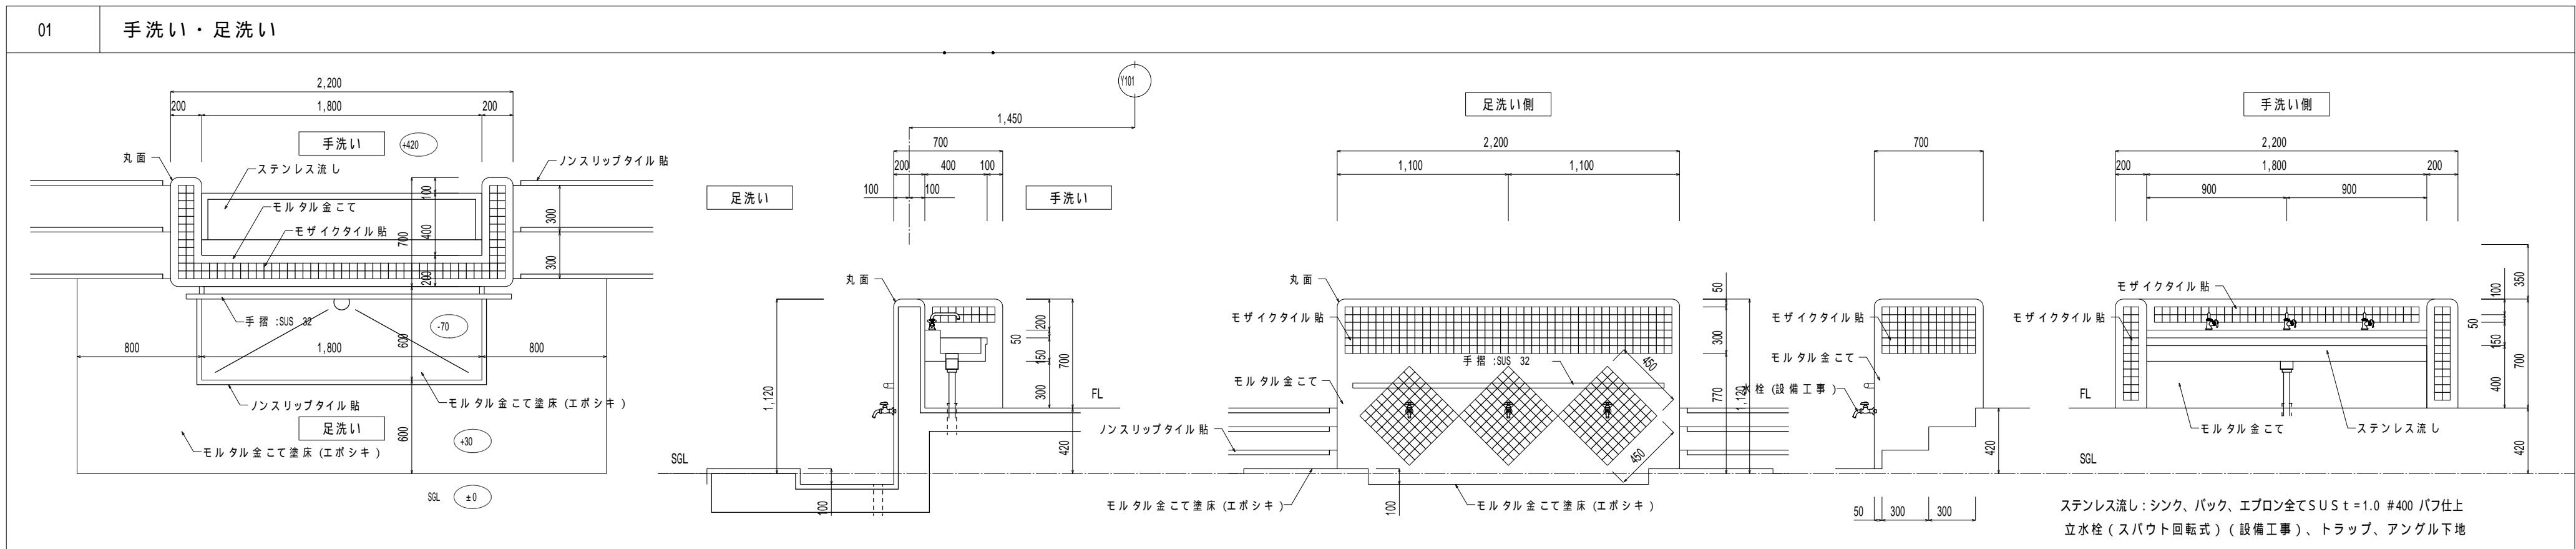 01
手洗い・足洗い
2,200
200
1,800
200
手洗い
+420
丸面
ステンレス流し
モルタル金こて
モザイクタイル貼
ノンスリップタイル貼
100
400
700
200
300
300
手摺:SUS 32
-70
600
800
1,800
800
ノンスリップタイル貼
モルタル金こて塗床(エポシキ)
足洗い
+30
600
モルタル金こて塗床(エポシキ)
SGL
±0
Y101
1,450
700
200
400
100
100
100
足洗い
手洗い
丸面
1,120
200
50
150
300
700
FL
420
SGL
100
足洗い側
2,200
1,100
1,100
丸面
モザイクタイル貼
手摺:SUS 32
450
450
モルタル金こて
ノンスリップタイル貼
50
300
770
1,120
モルタル金こて塗床(エポシキ)
100
モルタル金こて塗床(エポシキ)
700
モザイクタイル貼
モルタル金こて
水栓(設備工事)
420
50
300
300
手洗い側
2,200
200
1,800
200
900
900
モザイクタイル貼
モザイクタイル貼
100
50
150
400
350
700
420
FL
モルタル金こて
ステンレス流し
SGL
ステンレス流し:シンク、バック、エプロン全てSUS t=1.0 #400 バフ仕上
立水栓(スパウト回転式)(設備工事)、トラップ、アングル下地